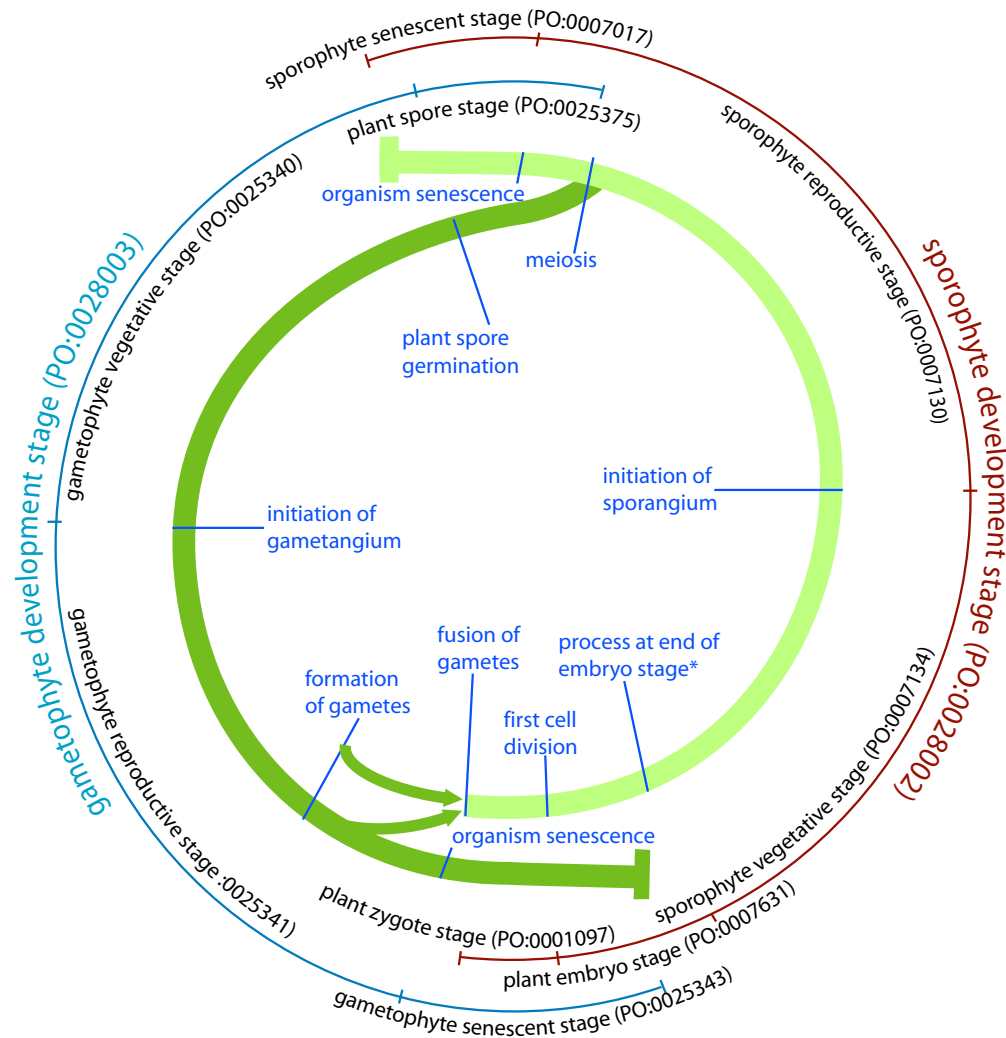 sporophyte senescent stage (PO:0007017)
plant spore stage (PO:0025375)
sporophyte reproductive stage (PO:0007130)
gametophyte vegetative stage (PO:0025340)
organism senescence
meiosis
gametophyte development stage (PO:0028003)
sporophyte development stage (PO:0028002)
plant spore
germination
initiation of
sporangium
initiation of
gametangium
fusion of
gametes
process at end of
embryo stage*
formation
of gametes
first cell
division
organism senescence
gametophyte reproductive stage :0025341)
sporophyte vegetative stage (PO:0007134)
plant zygote stage (PO:0001097)
plant embryo stage (PO:0007631)
gametophyte senescent stage (PO:0025343)